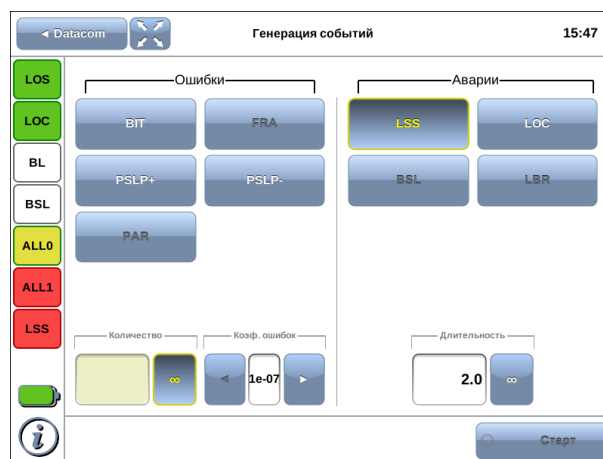 ◄ Datacom
Генерация событий
15:47
LOS
LOC
BL
BSL
ALL0
ALL1
LSS
Ошибки
BIT
FRA
PSLP+
PSLP-
PAR
Аварии
LSS
LOC
BSL
LBR
Количество
∞
Коэф. ошибок
◄ 1e-07 ►
Длительность
2.0 ∞
i
Старт